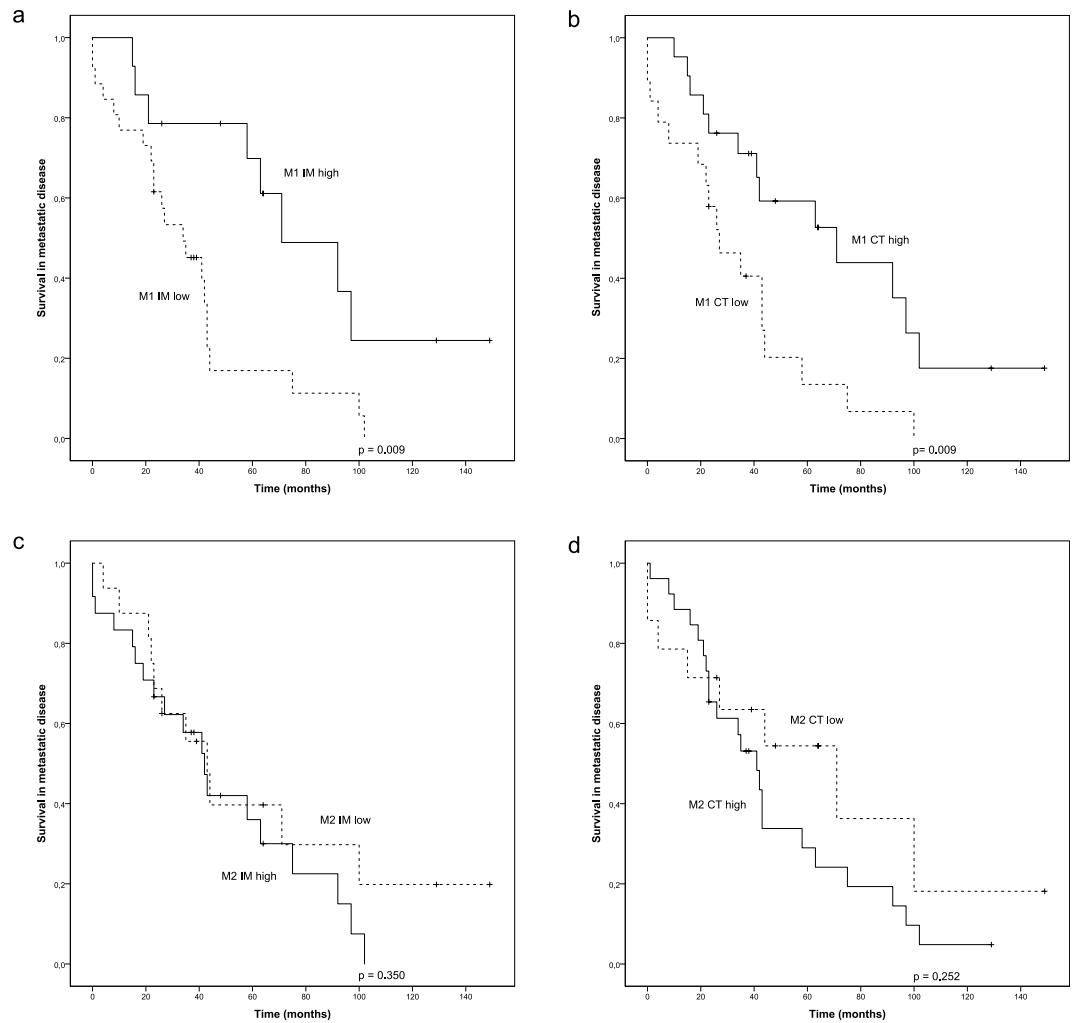 a
Survival in metastatic disease
1,0
0,8
0,6
0,4
0,2
0,0
M1 IM high
M1 IM low
p = 0.009
0 20 40 60 80 100 120 140
Time (months)
b
Survival in metastatic disease
1,0
0,8
0,6
0,4
0,2
0,0
M1 CT high
M1 CT low
p= 0.009
0 20 40 60 80 100 120 140
Time (months)
c
Survival in metastatic disease
1,0
0,8
0,6
0,4
0,2
0,0
M2 IM low
M2 IM high
p = 0.350
0 20 40 60 80 100 120 140
Time (months)
d
Survival in metastatic disease
1,0
0,8
0,6
0,4
0,2
0,0
M2 CT low
M2 CT high
p = 0.252
0 20 40 60 80 100 120 140
Time (months)